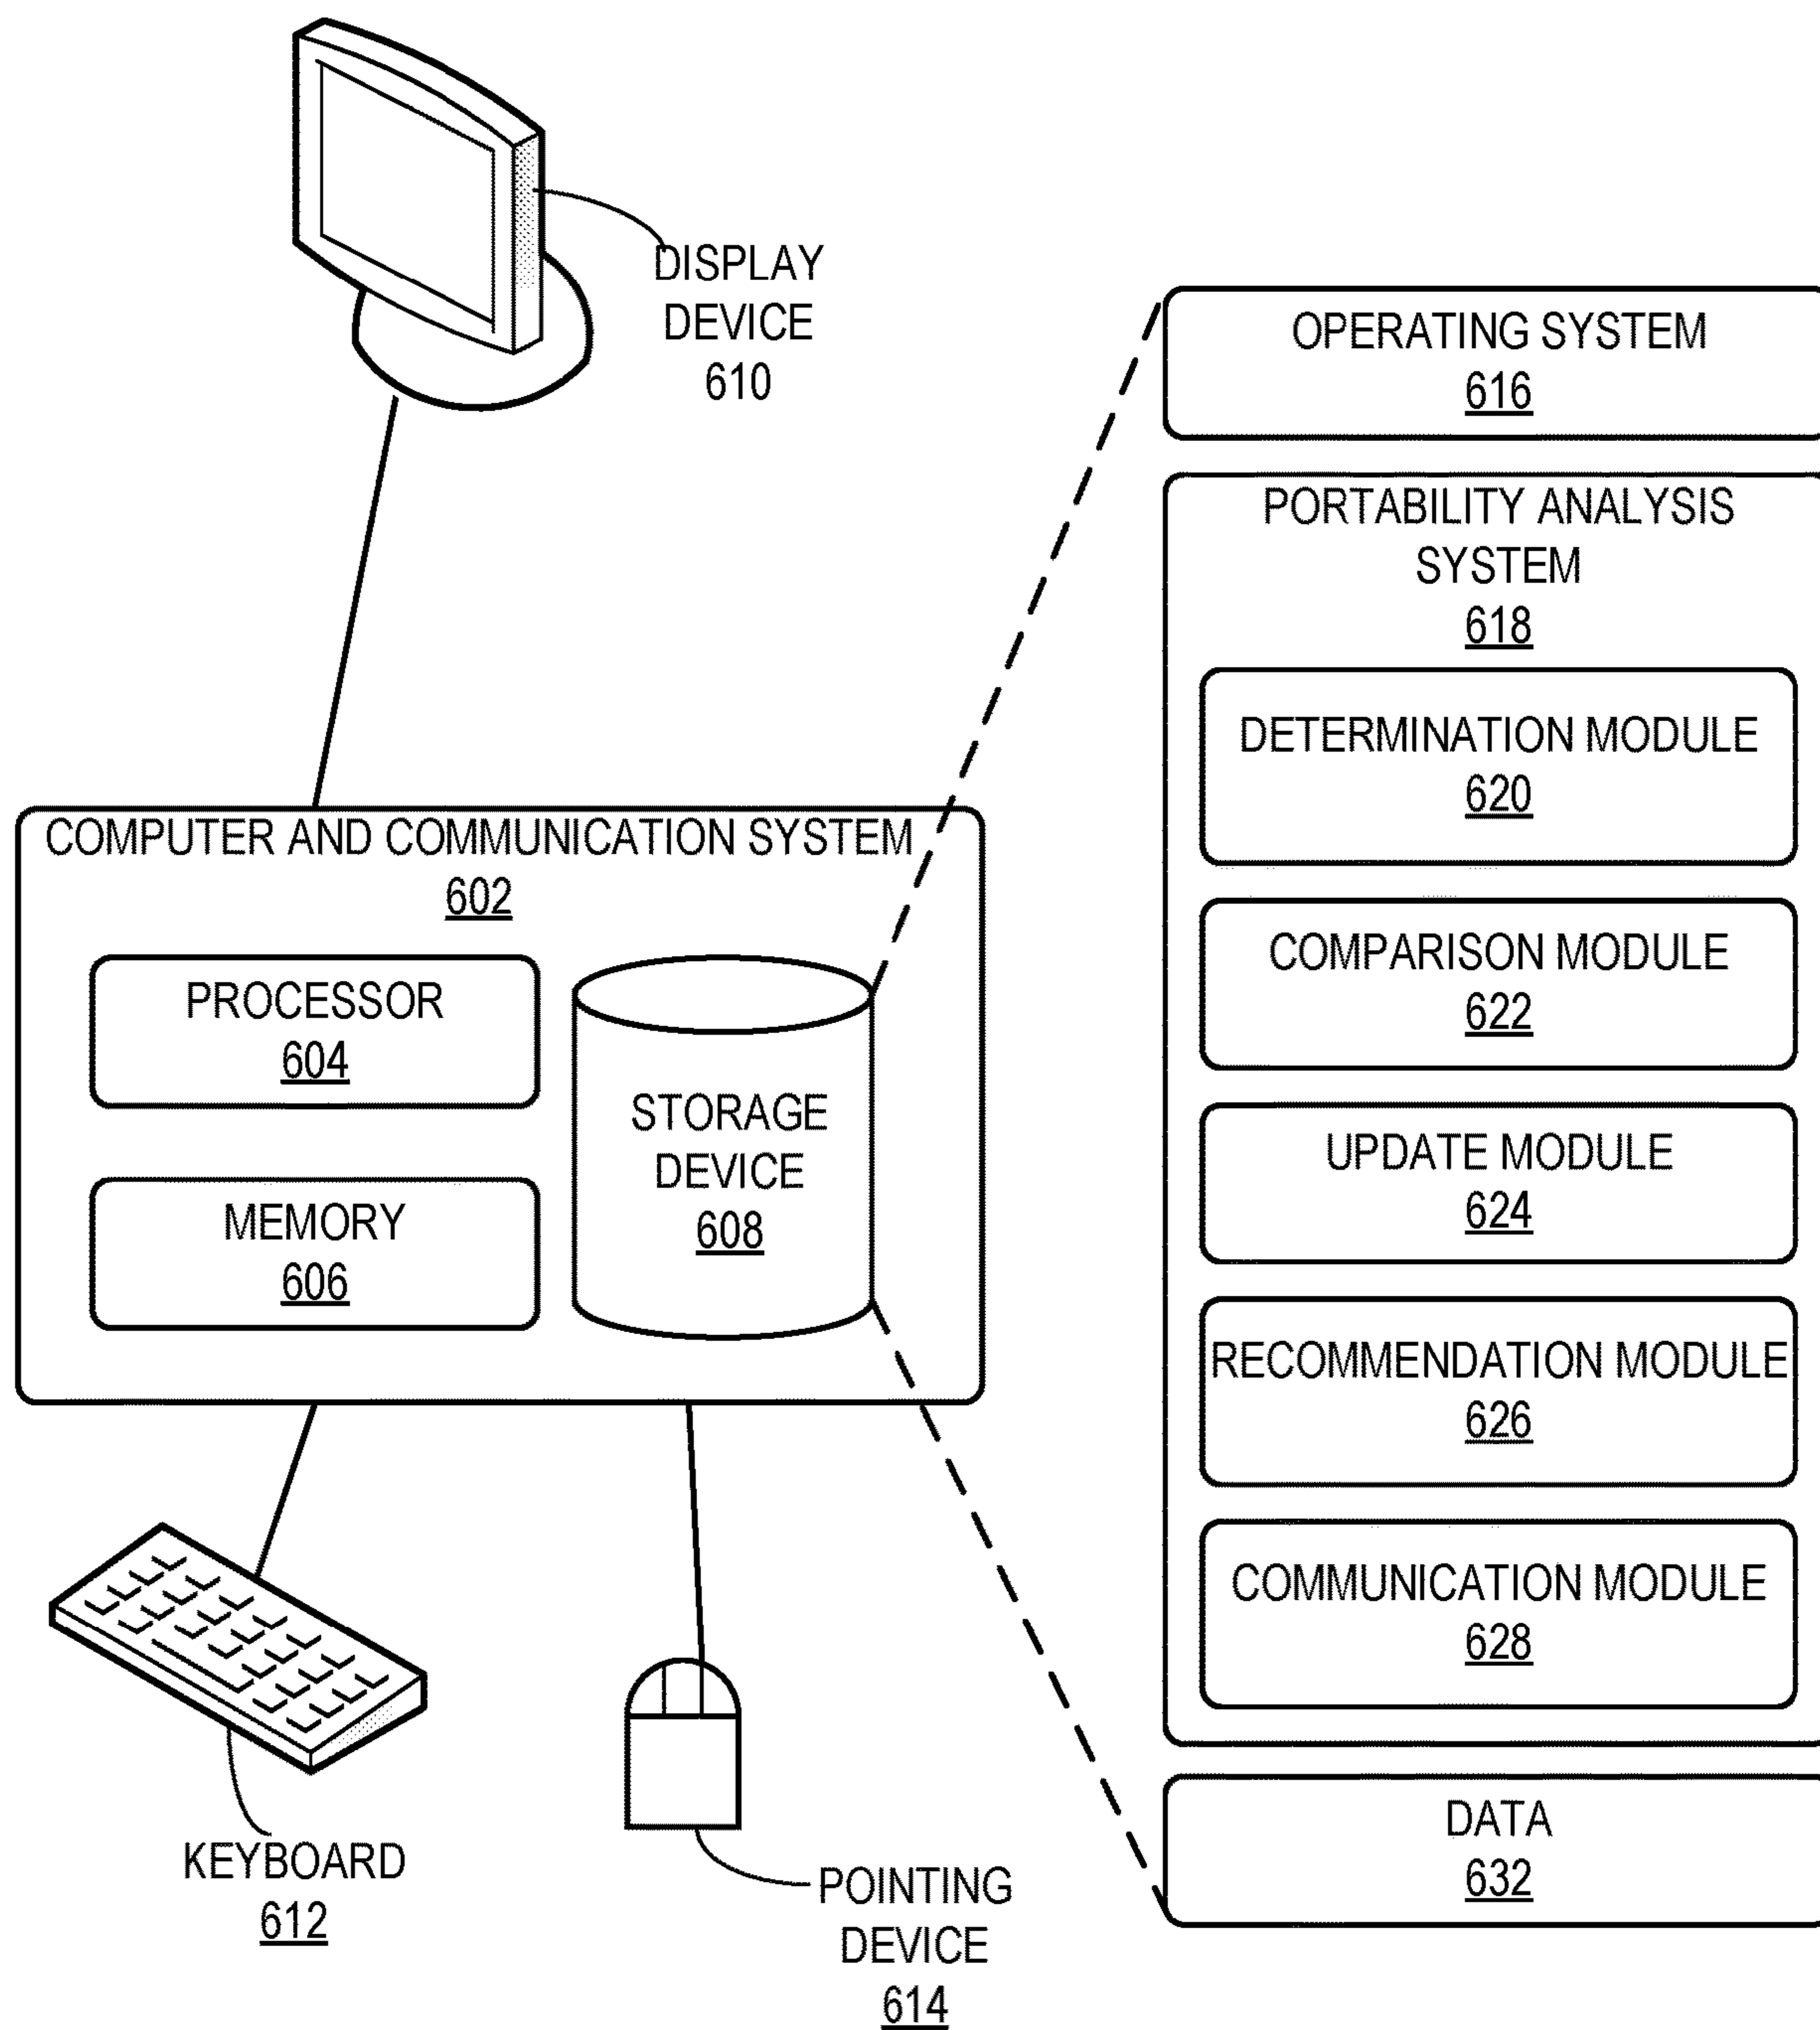 DISPLAY
DEVICE
610
COMPUTER AND COMMUNICATION SYSTEM
602
PROCESSOR
604
MEMORY
606
STORAGE
DEVICE
608
KEYBOARD
612
POINTING
DEVICE
614
OPERATING SYSTEM
616
PORTABILITY ANALYSIS
SYSTEM
618
DETERMINATION MODULE
620
COMPARISON MODULE
622
UPDATE MODULE
624
RECOMMENDATION MODULE
626
COMMUNICATION MODULE
628
DATA
632